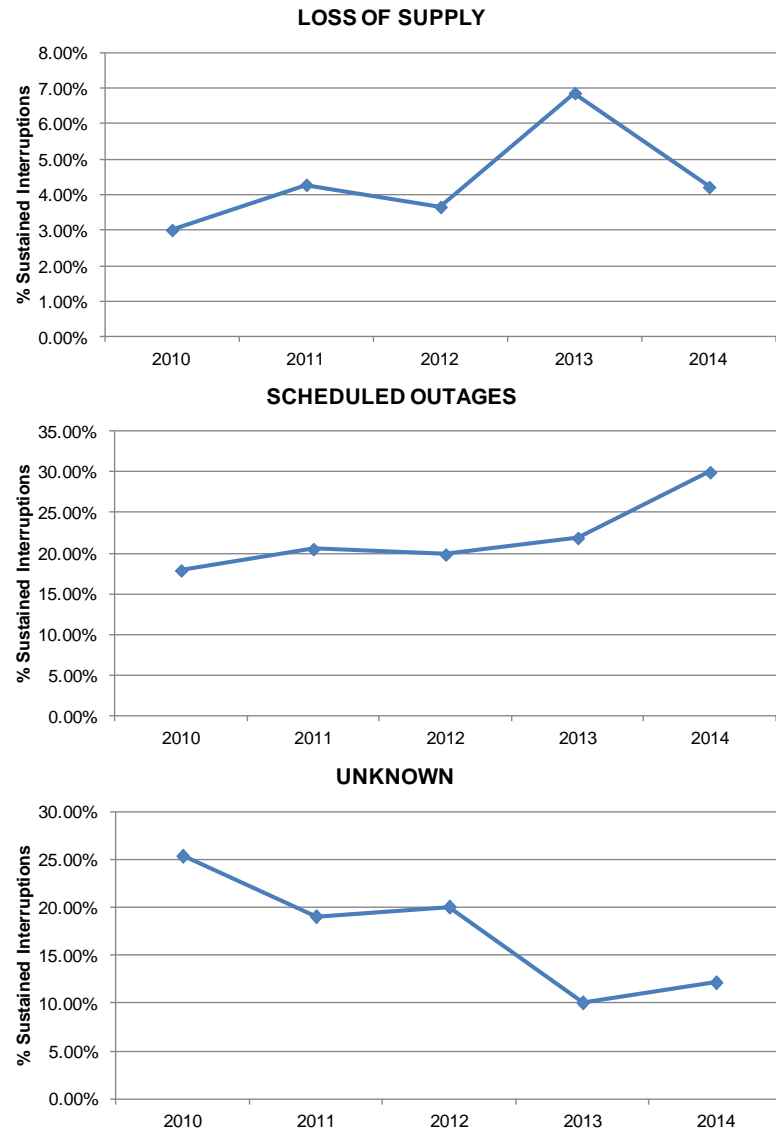 LOSS OF SUPPLY
% Sustained Interruptions
8.00%
7.00%
6.00%
5.00%
4.00%
3.00%
2.00%
1.00%
0.00%
2010 2011 2012 2013 2014
SCHEDULED OUTAGES
% Sustained Interruptions
35.00%
30.00%
25.00%
20.00%
15.00%
10.00%
5.00%
0.00%
2010 2011 2012 2013 2014
UNKNOWN
% Sustained Interruptions
30.00%
25.00%
20.00%
15.00%
10.00%
5.00%
0.00%
2010 2011 2012 2013 2014